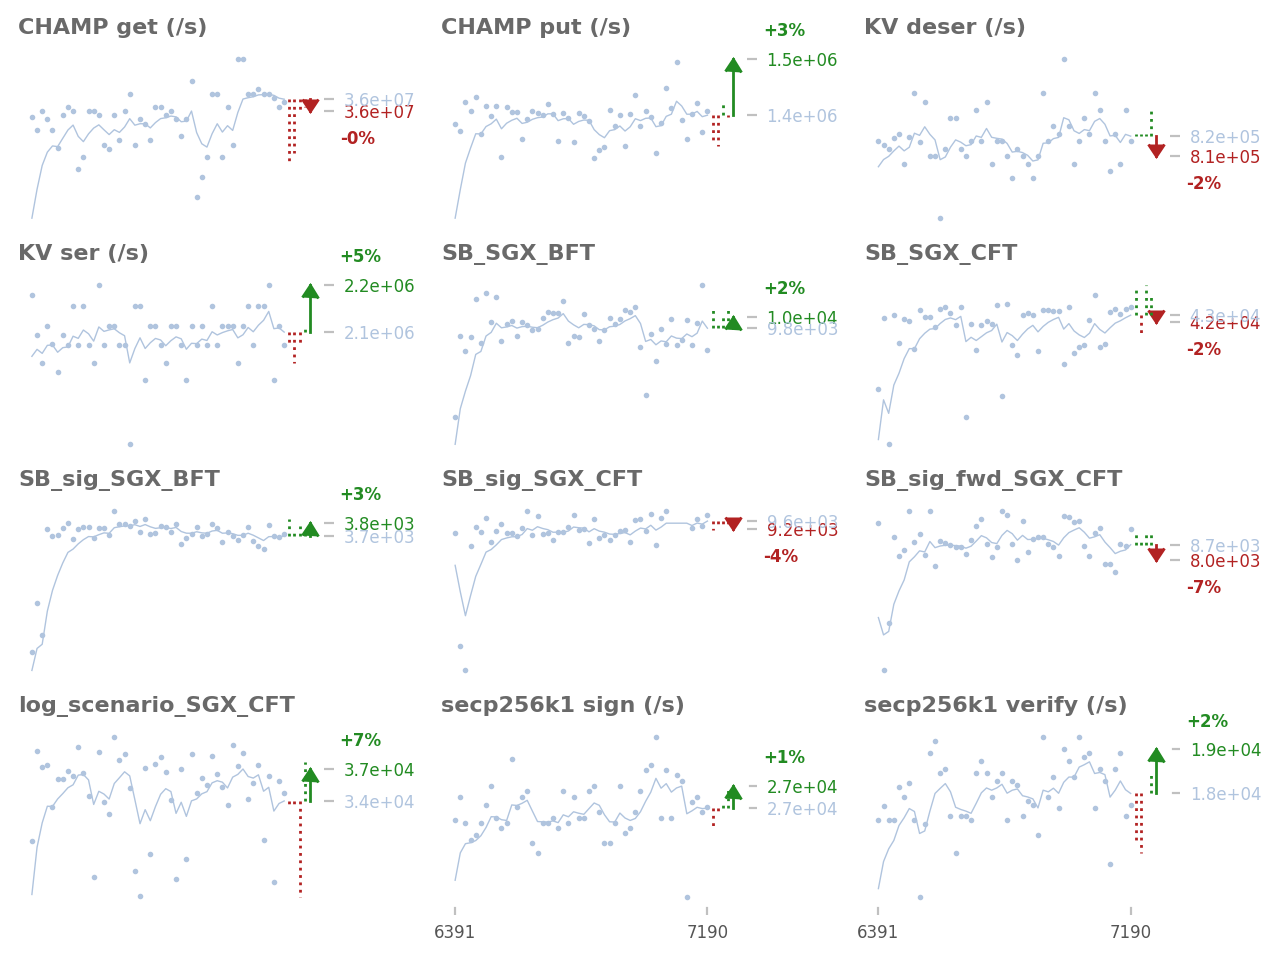 CHAMP get (/s)
3.6e+07
3.6e+07
-0%
CHAMP put (/s)
+3%
1.5e+06
1.4e+06
KV deser (/s)
8.2e+05
8.1e+05
-2%
KV ser (/s)
+5%
2.2e+06
2.1e+06
SB_SGX_BFT
+2%
1.0e+04
9.8e+03
SB_SGX_CFT
4.3e+04
4.2e+04
-2%
SB_sig_SGX_BFT
+3%
3.8e+03
3.7e+03
SB_sig_SGX_CFT
9.6e+03
9.2e+03
-4%
SB_sig_fwd_SGX_CFT
8.7e+03
8.0e+03
-7%
log_scenario_SGX_CFT
+7%
3.7e+04
3.4e+04
secp256k1 sign (/s)
+1%
2.7e+04
2.7e+04
6391 7190
secp256k1 verify (/s)
+2%
1.9e+04
1.8e+04
6391 7190